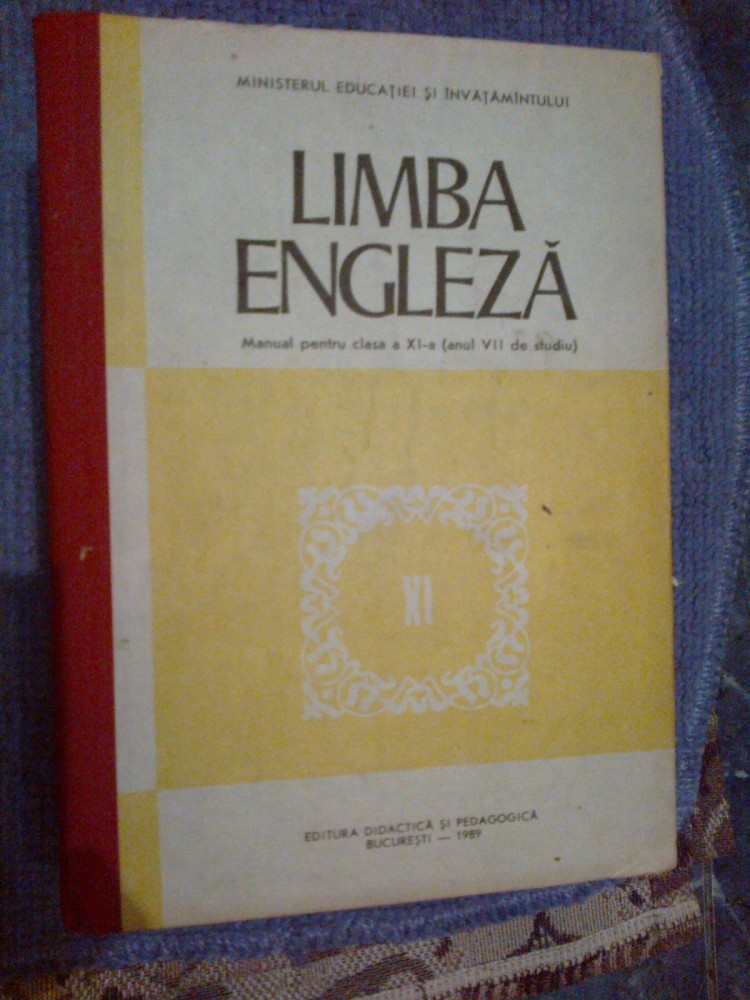 MINISTERUL EDUCAȚIEI ȘI ÎNVĂȚĂMÎNTULUI
LIMBA
ENGLEZĂ
Manual pentru clasa a XI-a (anul VII de studiu)
XI
EDITURA DIDACTICĂ ȘI PEDAGOGICĂ
BUCUREȘTI — 1989